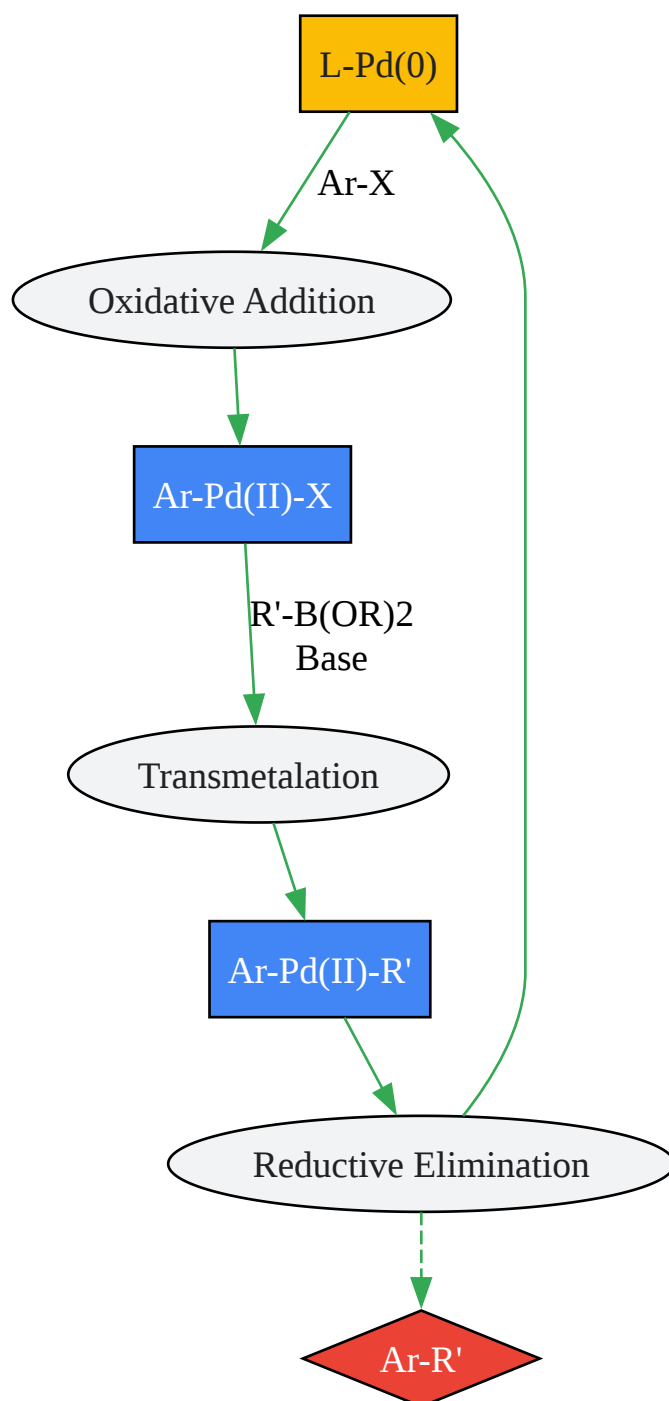 L-Pd(0)
Ar-X
Oxidative Addition
Ar-Pd(II)-X
R'-B(OR)2
Base
Transmetalation
Ar-Pd(II)-R'
Reductive Elimination
Ar-R'